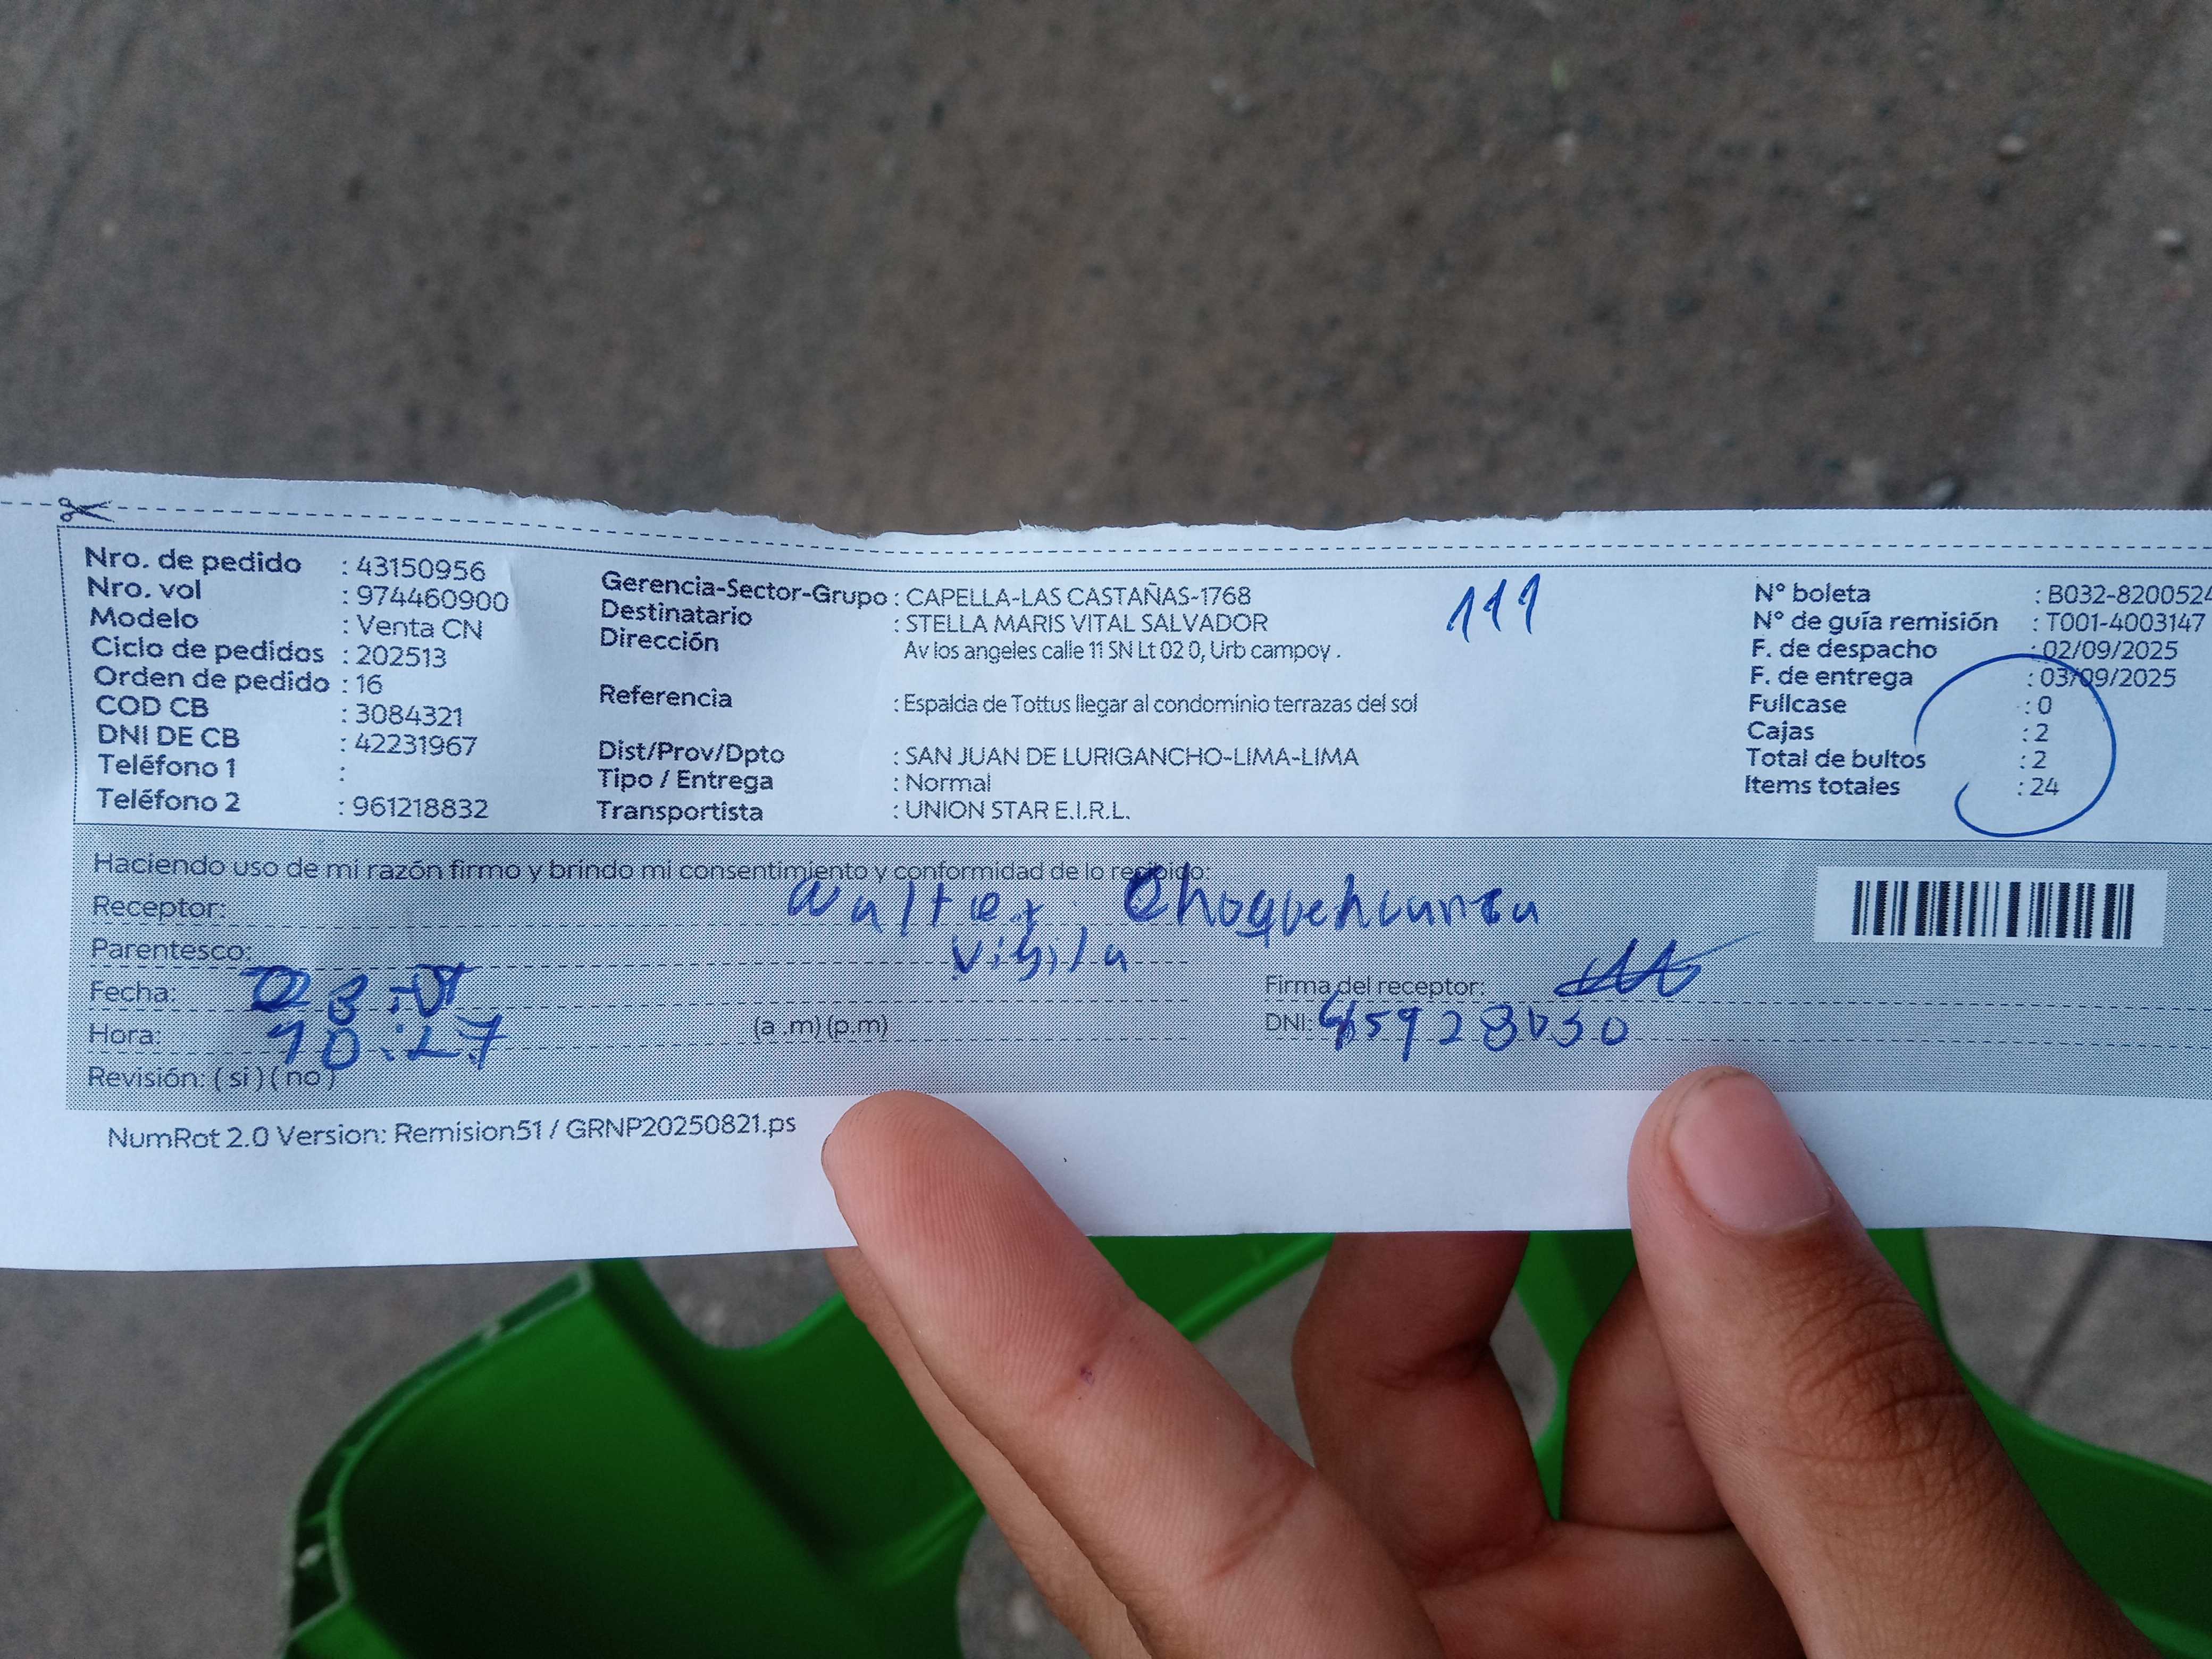 Nro. de pedido : 43150956
Nro. vol : 974460900
Modelo : Venta CN
Ciclo de pedidos : 202513
Orden de pedido : 16
COD CB : 3084321
DNI DE CB : 42231967
Teléfono 1 :
Teléfono 2 : 961218832
Gerencia-Sector-Grupo : CAPELLA-LAS CASTAÑAS-1768
Destinatario : STELLA MARIS VITAL SALVADOR
Dirección Av los angeles calle 11 SN Lt 02 0, Urb campoy .
Referencia : Espalda de Tottus llegar al condominio terrazas del sol
Dist/Prov/Dpto : SAN JUAN DE LURIGANCHO-LIMA-LIMA
Tipo / Entrega : Normal
Transportista : UNION STAR E.I.R.L.
111
N° boleta : B032-8200524
N° de guía remisión : T001-4003147
F. de despacho : 02/09/2025
F. de entrega : 03/09/2025
Fullcase : 0
Cajas : 2
Total de bultos : 2
Items totales : 24
Haciendo uso de mi razón firmo y brindo mi consentimiento y conformidad de lo recibido:
Receptor: Walter
Parentesco:
Fecha:
Hora: 10:27 (a .m) (p.m)
Revisión: ( si ) ( no )
Firma del receptor:
DNI:
NumRot 2.0 Version: Remision51 / GRNP20250821.ps